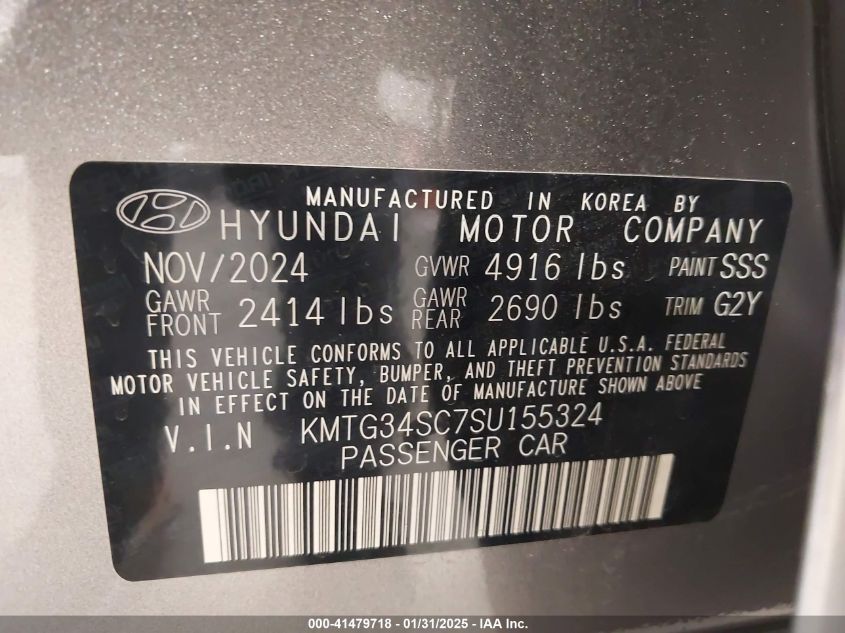 MANUFACTURED IN KOREA BY
HYUNDAI MOTOR COMPANY
NOV/2024 GVWR 4916 lbs PAINT SSS
GAWR FRONT 2414 lbs GAWR REAR 2690 lbs TRIM G2Y
THIS VEHICLE CONFORMS TO ALL APPLICABLE U.S.A. FEDERAL
MOTOR VEHICLE SAFETY, BUMPER, AND THEFT PREVENTION STANDARDS
IN EFFECT ON THE DATE OF MANUFACTURE SHOWN ABOVE
V.I.N KMTG34SC7SU155324
PASSENGER CAR
000-41479718 - 01/31/2025 - IAA Inc.